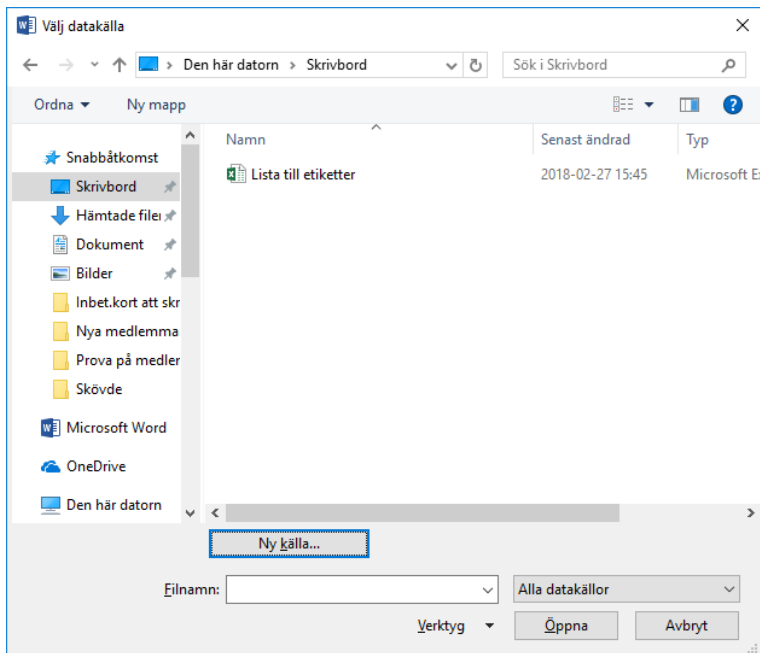 Välj datakälla
Den här datorn > Skrivbord
Sök i Skrivbord
Ordna
Ny mapp
Namn
Senast ändrad
Typ
Snabbåtkomst
Skrivbord
Hämtade filer
Dokument
Bilder
Inbet.kort att skr
Nya medlemma
Prova på medler
Skövde
Microsoft Word
OneDrive
Den här datorn
Lista till etiketter
2018-02-27 15:45
Microsoft E
Ny källa...
Filnamn:
Alla datakällor
Verktyg
Öppna
Avbryt